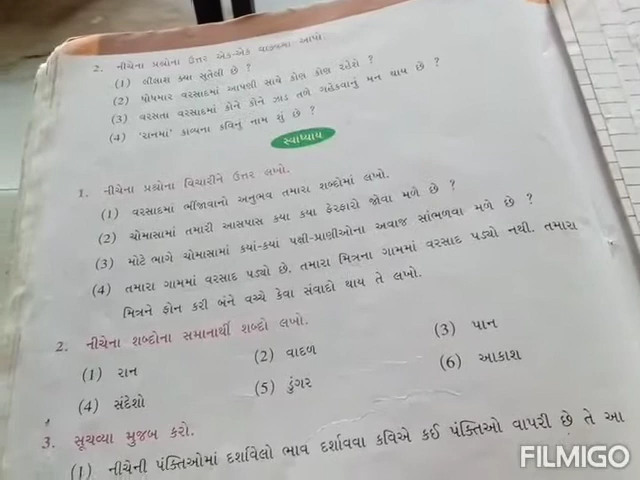 2. નીચેના પ્રશ્નોના ઉત્તર એક-એક વાક્યમાં આપો.
(1) લીલાશ ક્યાં સૂતેલી છે ?
(2) ધોધમાર વરસાદમાં આપણી સાથે કોણ કોણ રહેશે ?
(3) વરસતા વરસાદમાં કોને કોને ઝાડ તળે ગહેકવાનું મન થાય છે ?
(4) 'રાનમાં' કાવ્યના કવિનું નામ શું છે ?
સ્વાધ્યાય
1. નીચેના પ્રશ્નોના વિચારીને ઉત્તર લખો.
(1) વરસાદમાં ભીંજાવાનો અનુભવ તમારા શબ્દોમાં લખો.
(2) ચોમાસામાં તમારી આસપાસ કયા કયા ફેરફારો જોવા મળે છે ?
(3) મોટે ભાગે ચોમાસામાં કયાં-કયાં પક્ષી-પ્રાણીઓના અવાજ સાંભળવા મળે છે ?
(4) તમારા ગામમાં વરસાદ પડ્યો છે. તમારા મિત્રના ગામમાં વરસાદ પડ્યો નથી. તમારા
મિત્રને ફોન કરી બંને વચ્ચે કેવા સંવાદો થાય તે લખો.
2. નીચેના શબ્દોના સમાનાર્થી શબ્દો લખો.
(1) રાન (2) વાદળ (3) પાન
(4) સંદેશો (5) ડુંગર (6) આકાશ
3. સૂચવ્યા મુજબ કરો.
(1) નીચેની પંક્તિઓમાં દર્શાવેલો ભાવ દર્શાવવા કવિએ કઈ પંક્તિઓ વાપરી છે તે આ
FILMIGO